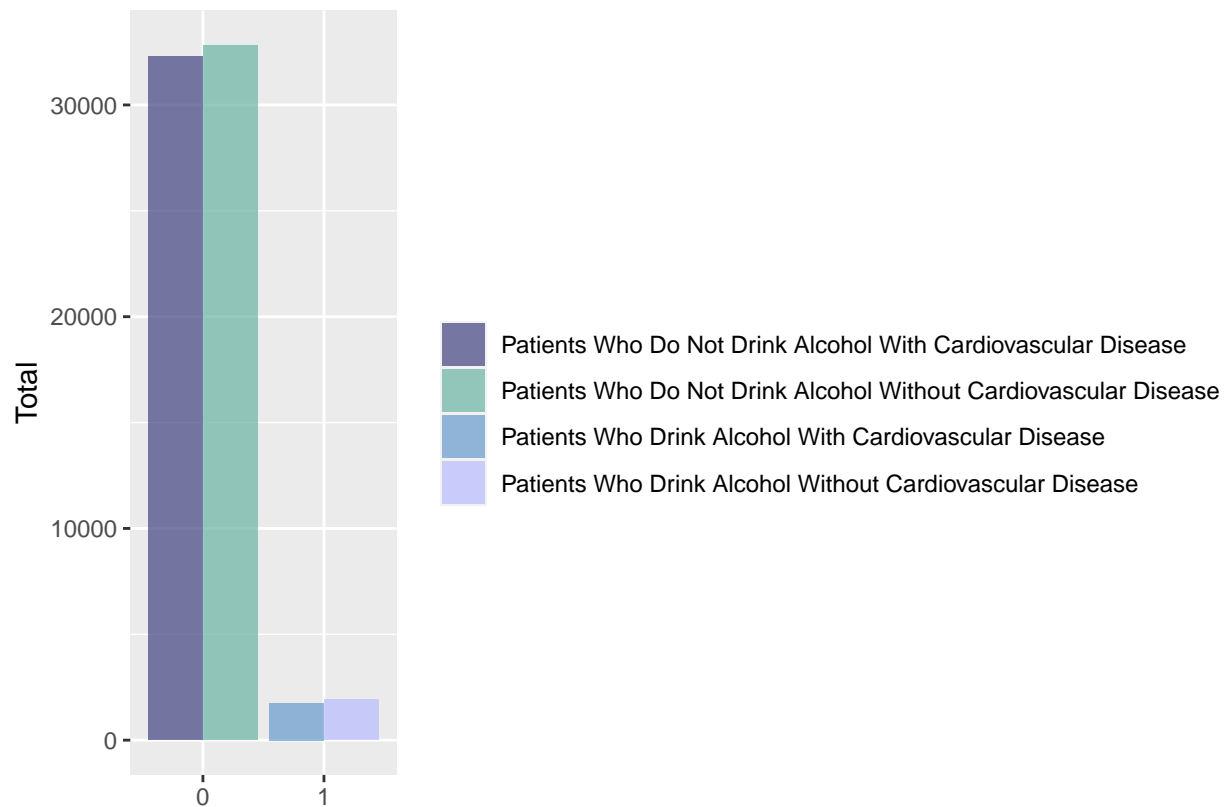 30000
20000
10000
0
Total
0 1
Patients Who Do Not Drink Alcohol With Cardiovascular Disease
Patients Who Do Not Drink Alcohol Without Cardiovascular Disease
Patients Who Drink Alcohol With Cardiovascular Disease
Patients Who Drink Alcohol Without Cardiovascular Disease